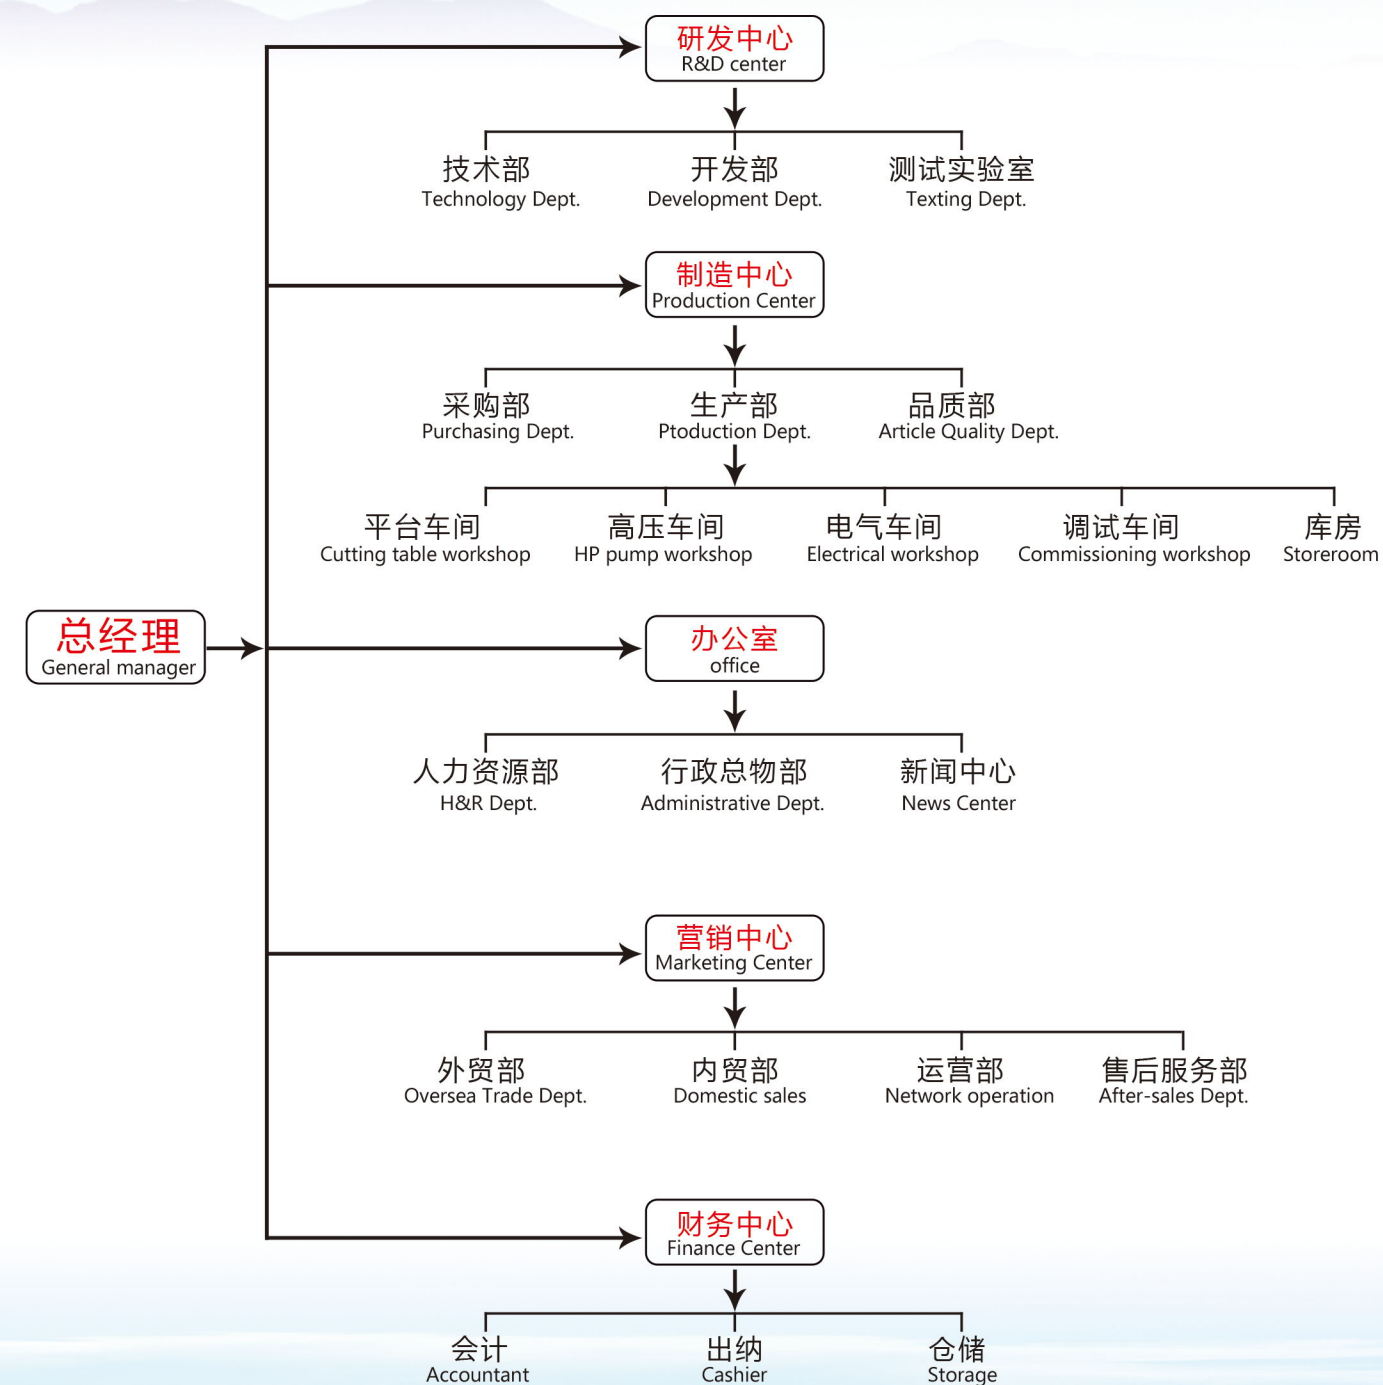 研发中心
R&D center
技术部 开发部 测试实验室
Technology Dept. Development Dept. Texting Dept.
制造中心
Production Center
采购部 生产部 品质部
Purchasing Dept. Ptoduction Dept. Article Quality Dept.
平台车间 高压车间 电气车间 调试车间 库房
Cutting table workshop HP pump workshop Electrical workshop Commissioning workshop Storeroom
总经理
General manager
办公室
office
人力资源部 行政总物部 新闻中心
H&R Dept. Administrative Dept. News Center
营销中心
Marketing Center
外贸部 内贸部 运营部 售后服务部
Oversea Trade Dept. Domestic sales Network operation After-sales Dept.
财务中心
Finance Center
会计 出纳 仓储
Accountant Cashier Storage